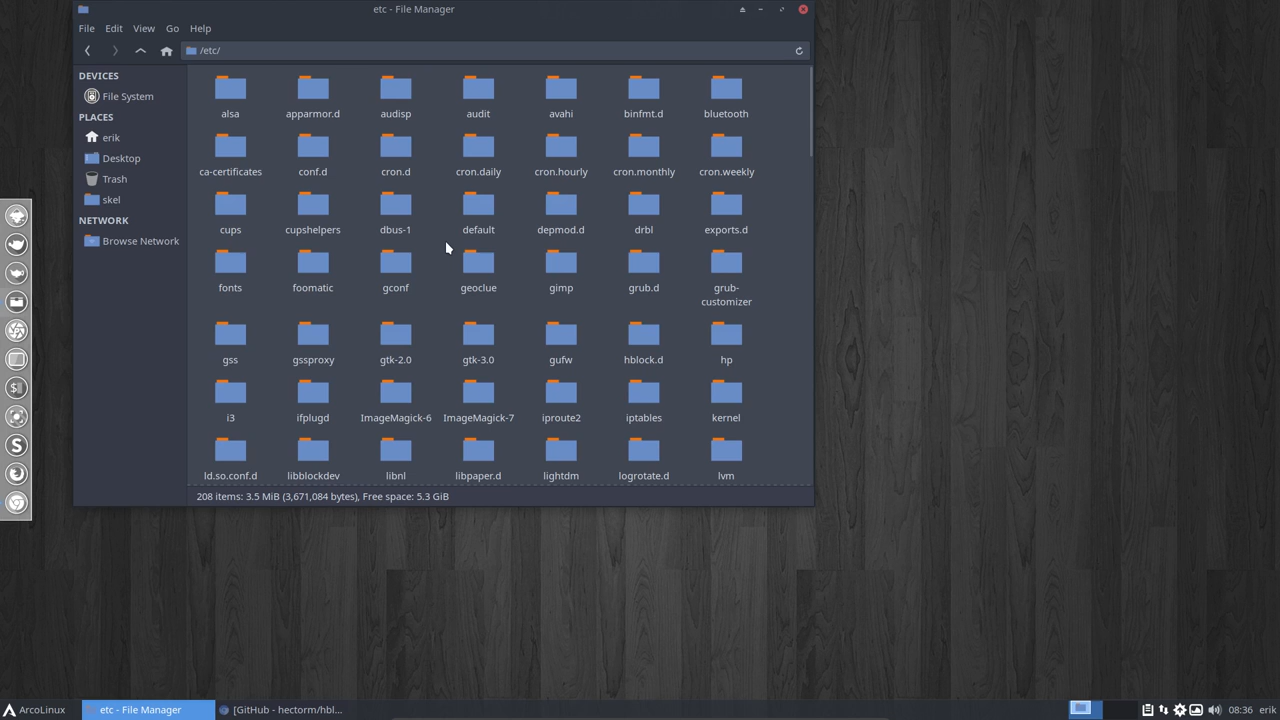 etc - File Manager
File Edit View Go Help
/etc/
DEVICES
File System
PLACES
erik
Desktop
Trash
skel
NETWORK
Browse Network
alsa apparmor.d audisp audit avahi binfmt.d bluetooth
ca-certificates conf.d cron.d cron.daily cron.hourly cron.monthly cron.weekly
cups cupshelpers dbus-1 default depmod.d drbl exports.d
fonts foomatic gconf geoclue gimp grub.d grub-
customizer
gss gssproxy gtk-2.0 gtk-3.0 gufw hblock.d hp
i3 ifplugd ImageMagick-6 ImageMagick-7 iproute2 iptables kernel
ld.so.conf.d libblockdev libnl libpaper.d lightdm logrotate.d lvm
208 items: 3.5 MiB (3,671,084 bytes), Free space: 5.3 GiB
ArcoLinux etc - File Manager [GitHub - hectorm/hbl... 08:36 erik